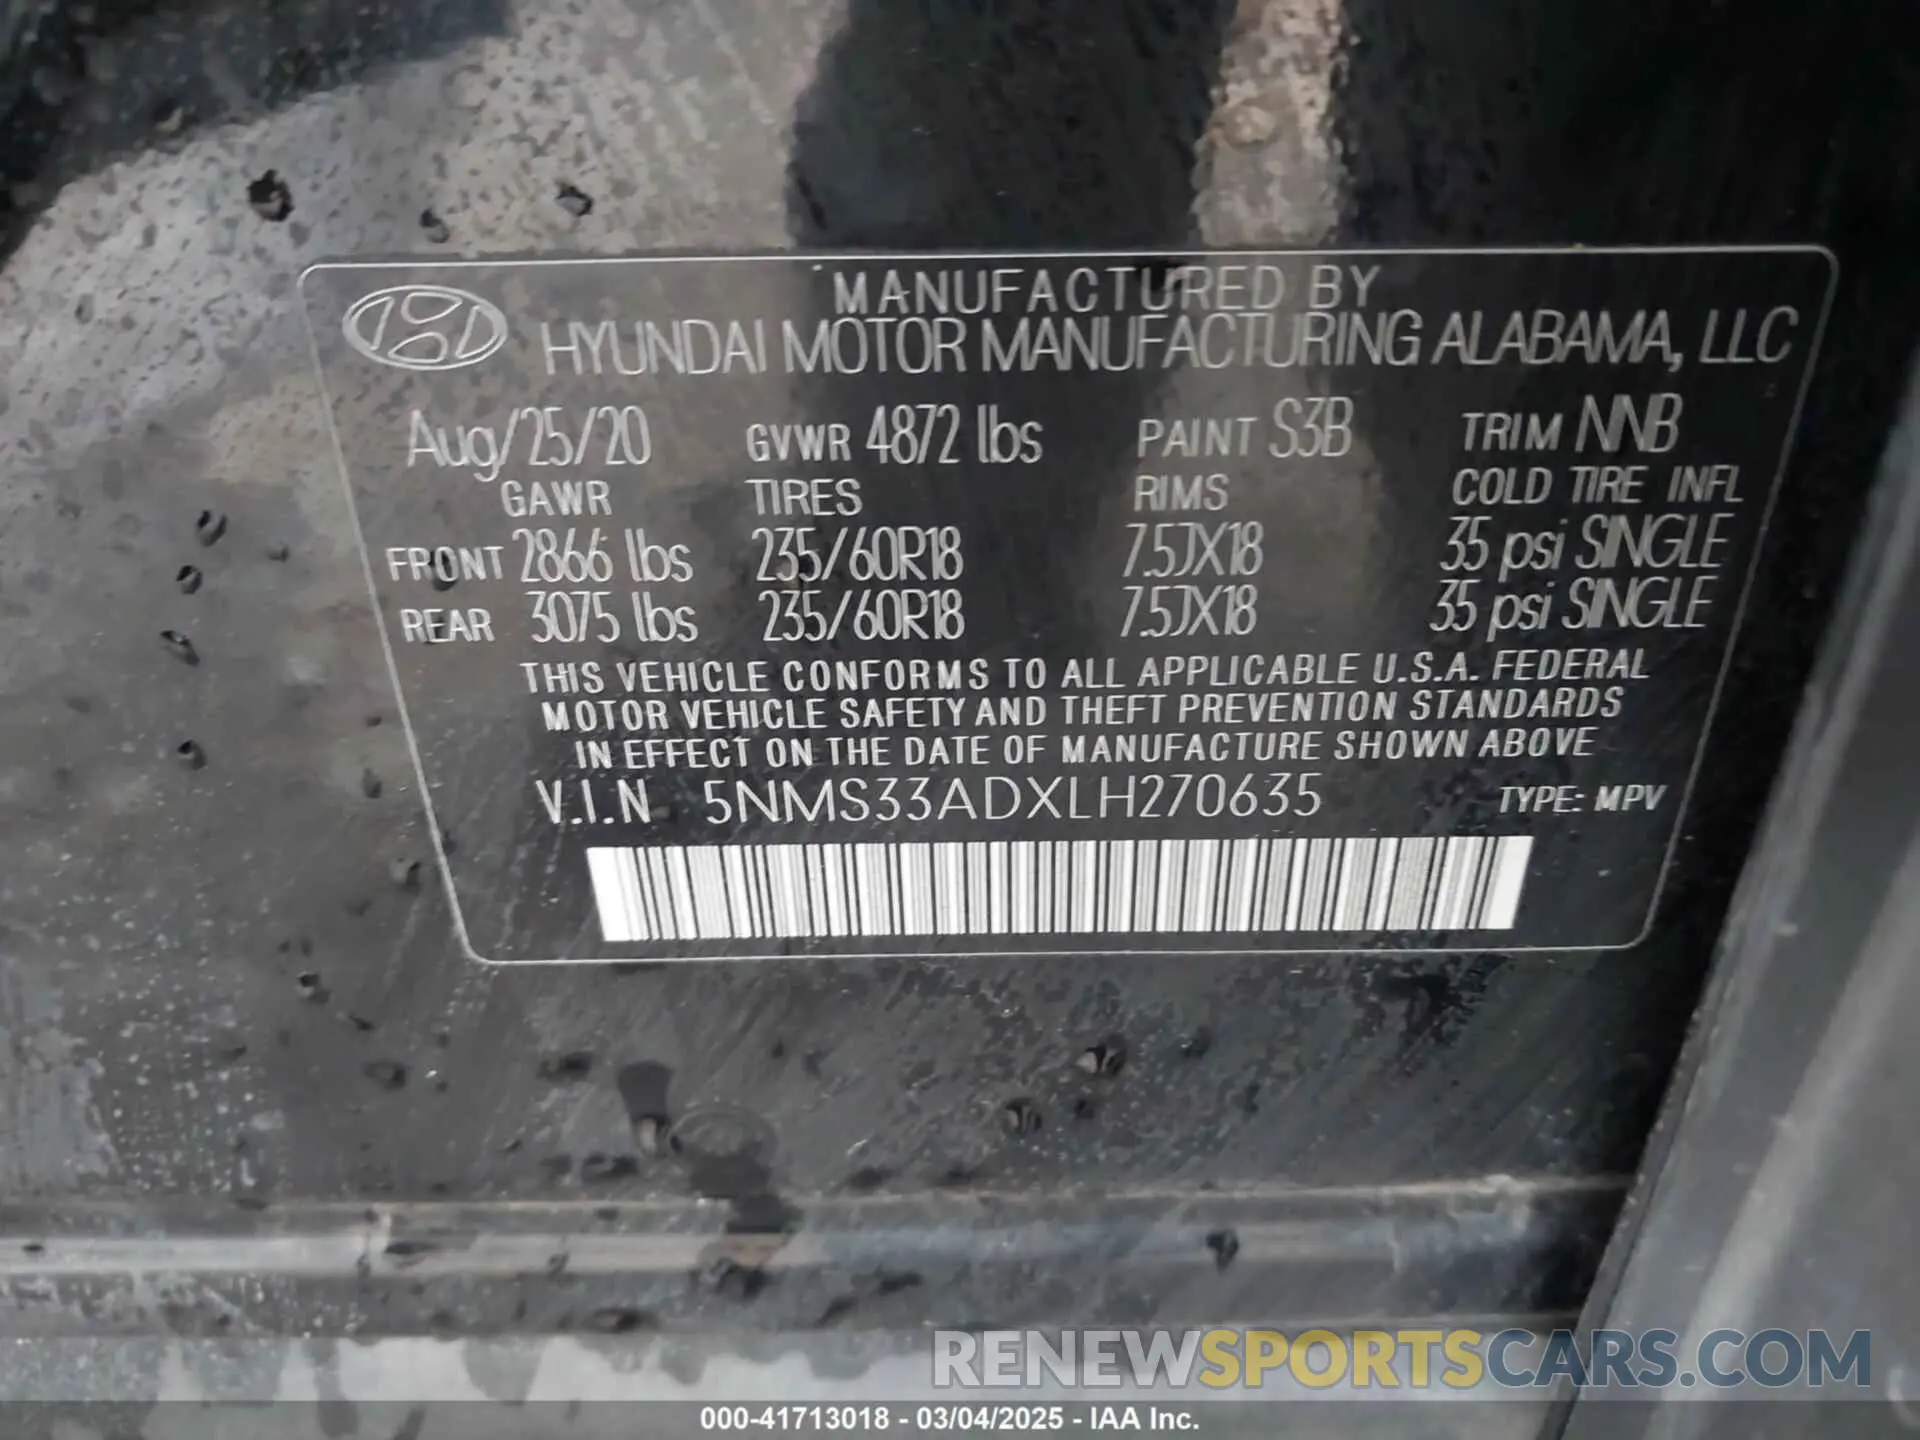 MANUFACTURED BY
HYUNDAI MOTOR MANUFACTURING ALABAMA, LLC
Aug/25/20 GVWR 4872 lbs PAINT S3B TRIM NNB
GAWR TIRES RIMS COLD TIRE INFL
FRONT 2866 lbs 235/60R18 7.5JX18 35 psi SINGLE
REAR 3075 lbs 235/60R18 7.5JX18 35 psi SINGLE
THIS VEHICLE CONFORMS TO ALL APPLICABLE U.S.A. FEDERAL
MOTOR VEHICLE SAFETY AND THEFT PREVENTION STANDARDS
IN EFFECT ON THE DATE OF MANUFACTURE SHOWN ABOVE
V.I.N 5NMS33ADXLH270635 TYPE: MPV
RENEWSPORTSCARS.COM
000-41713018 - 03/04/2025 - IAA Inc.